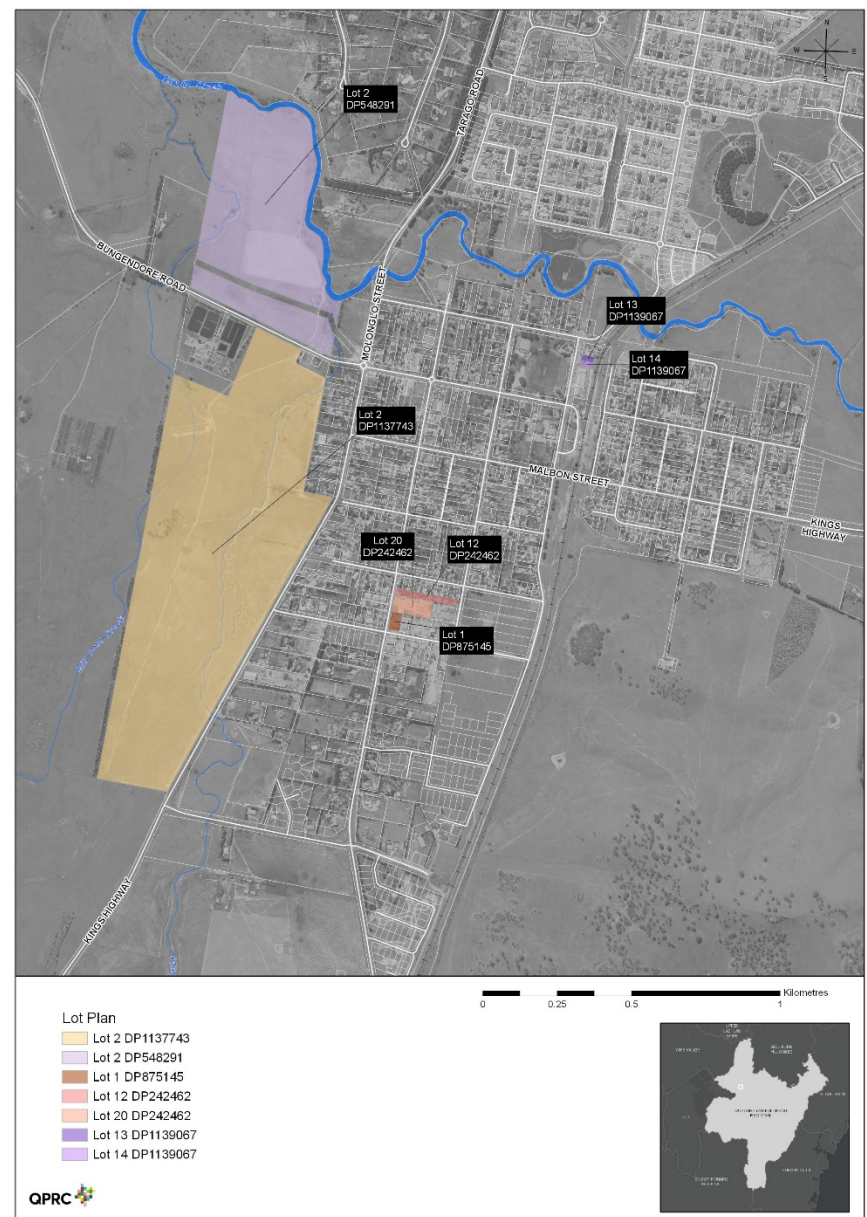 N
W E
S
Lot 2
DP548291
TARAGO ROAD
BUNGENDORE ROAD
MOLONGLO STREET
Lot 13
DP1139067
Lot 14
DP1139067
Lot 2
DP1137743
MALBON STREET
KINGS
HIGHWAY
Lot 20
DP242462
Lot 12
DP242462
Lot 1
DP875145
KINGS HIGHWAY
Kilometres
0 0.25 0.5 1
Lot Plan
Lot 2 DP1137743
Lot 2 DP548291
Lot 1 DP875145
Lot 12 DP242462
Lot 20 DP242462
Lot 13 DP1139067
Lot 14 DP1139067
QPRC